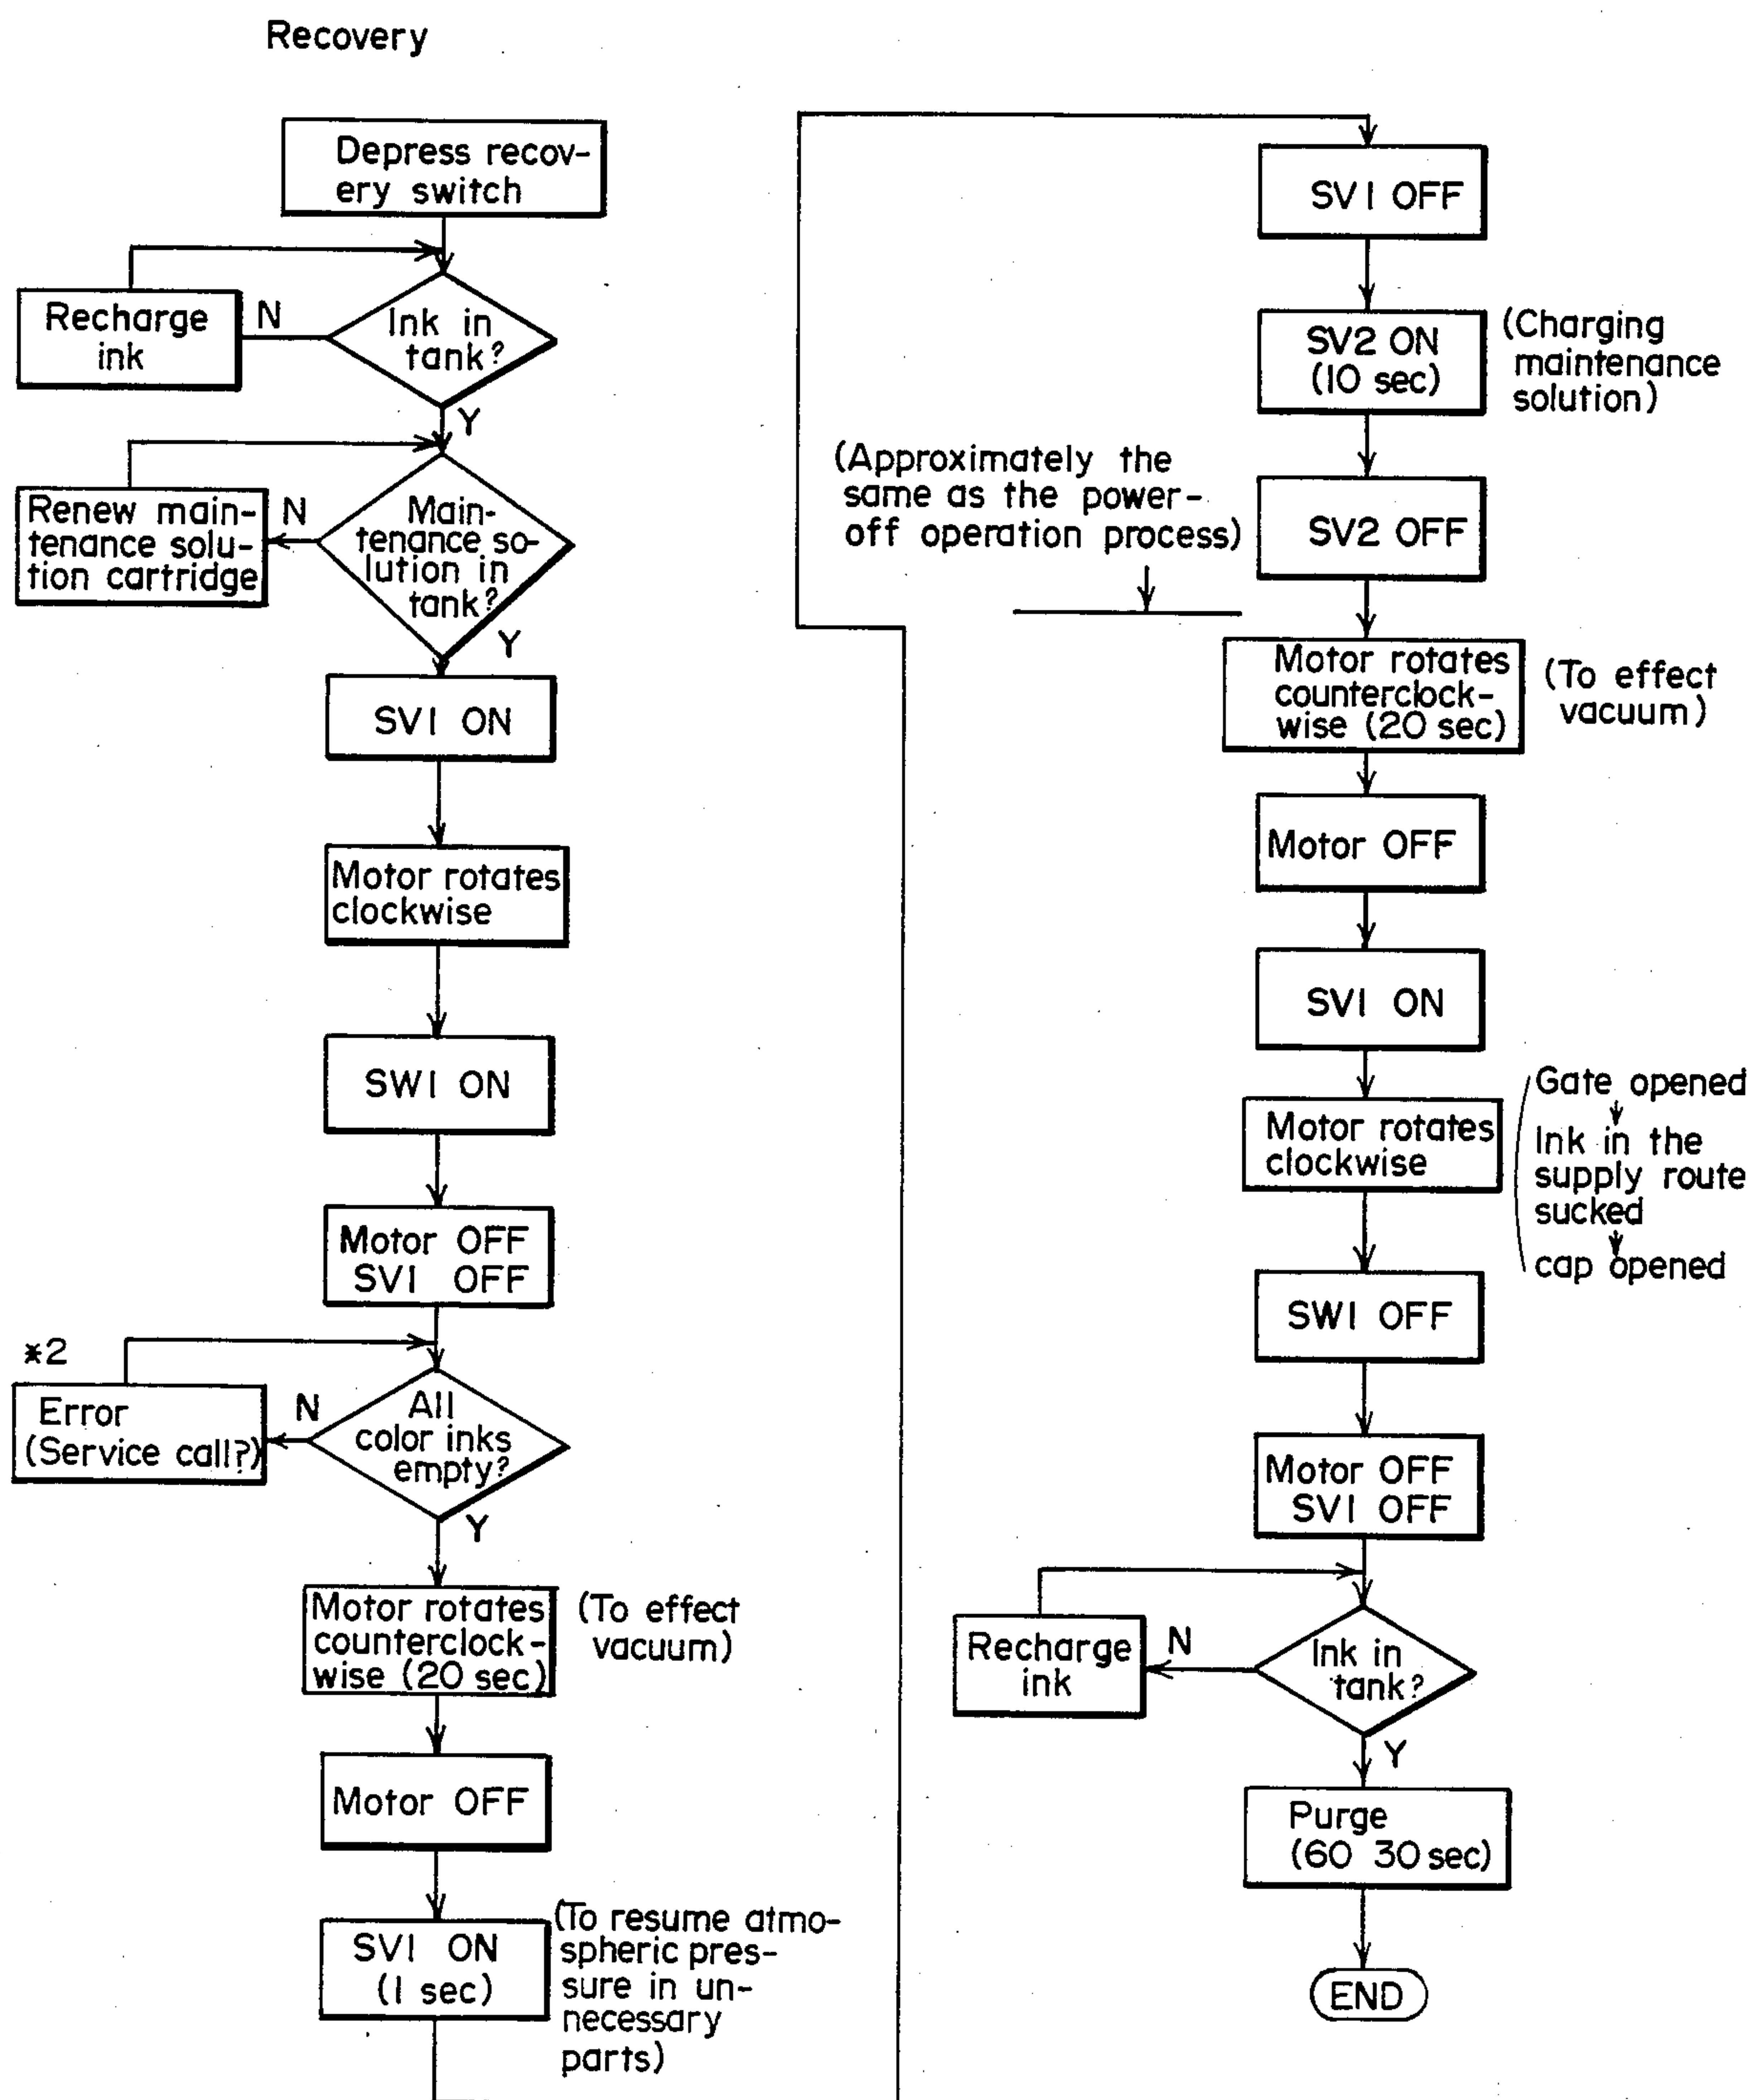 Recovery
Depress recov-
ery switch
Ink in
tank?
N
Recharge
ink
Y
Main-
tenance so-
lution in
tank?
N
Renew main-
tenance solu-
tion cartridge
Y
SV1 ON
Motor rotates
clockwise
SW1 ON
Motor OFF
SV1 OFF
All
color inks
empty?
N
*2
Error
(Service call?)
Y
Motor rotates
counterclock-
wise (20 sec)
(To effect
vacuum)
Motor OFF
SV1 ON
(1 sec)
(To resume atmo-
spheric pres-
sure in un-
necessary
parts)
SV1 OFF
SV2 ON
(10 sec)
(Charging
maintenance
solution)
SV2 OFF
(Approximately the
same as the power-
off operation process)
Motor rotates
counterclock-
wise (20 sec)
(To effect
vacuum)
Motor OFF
SV1 ON
Motor rotates
clockwise
Gate opened
Ink in the
supply route
sucked
cap opened
SW1 OFF
Motor OFF
SV1 OFF
Ink in
tank?
N
Recharge
ink
Y
Purge
(60 30 sec)
END